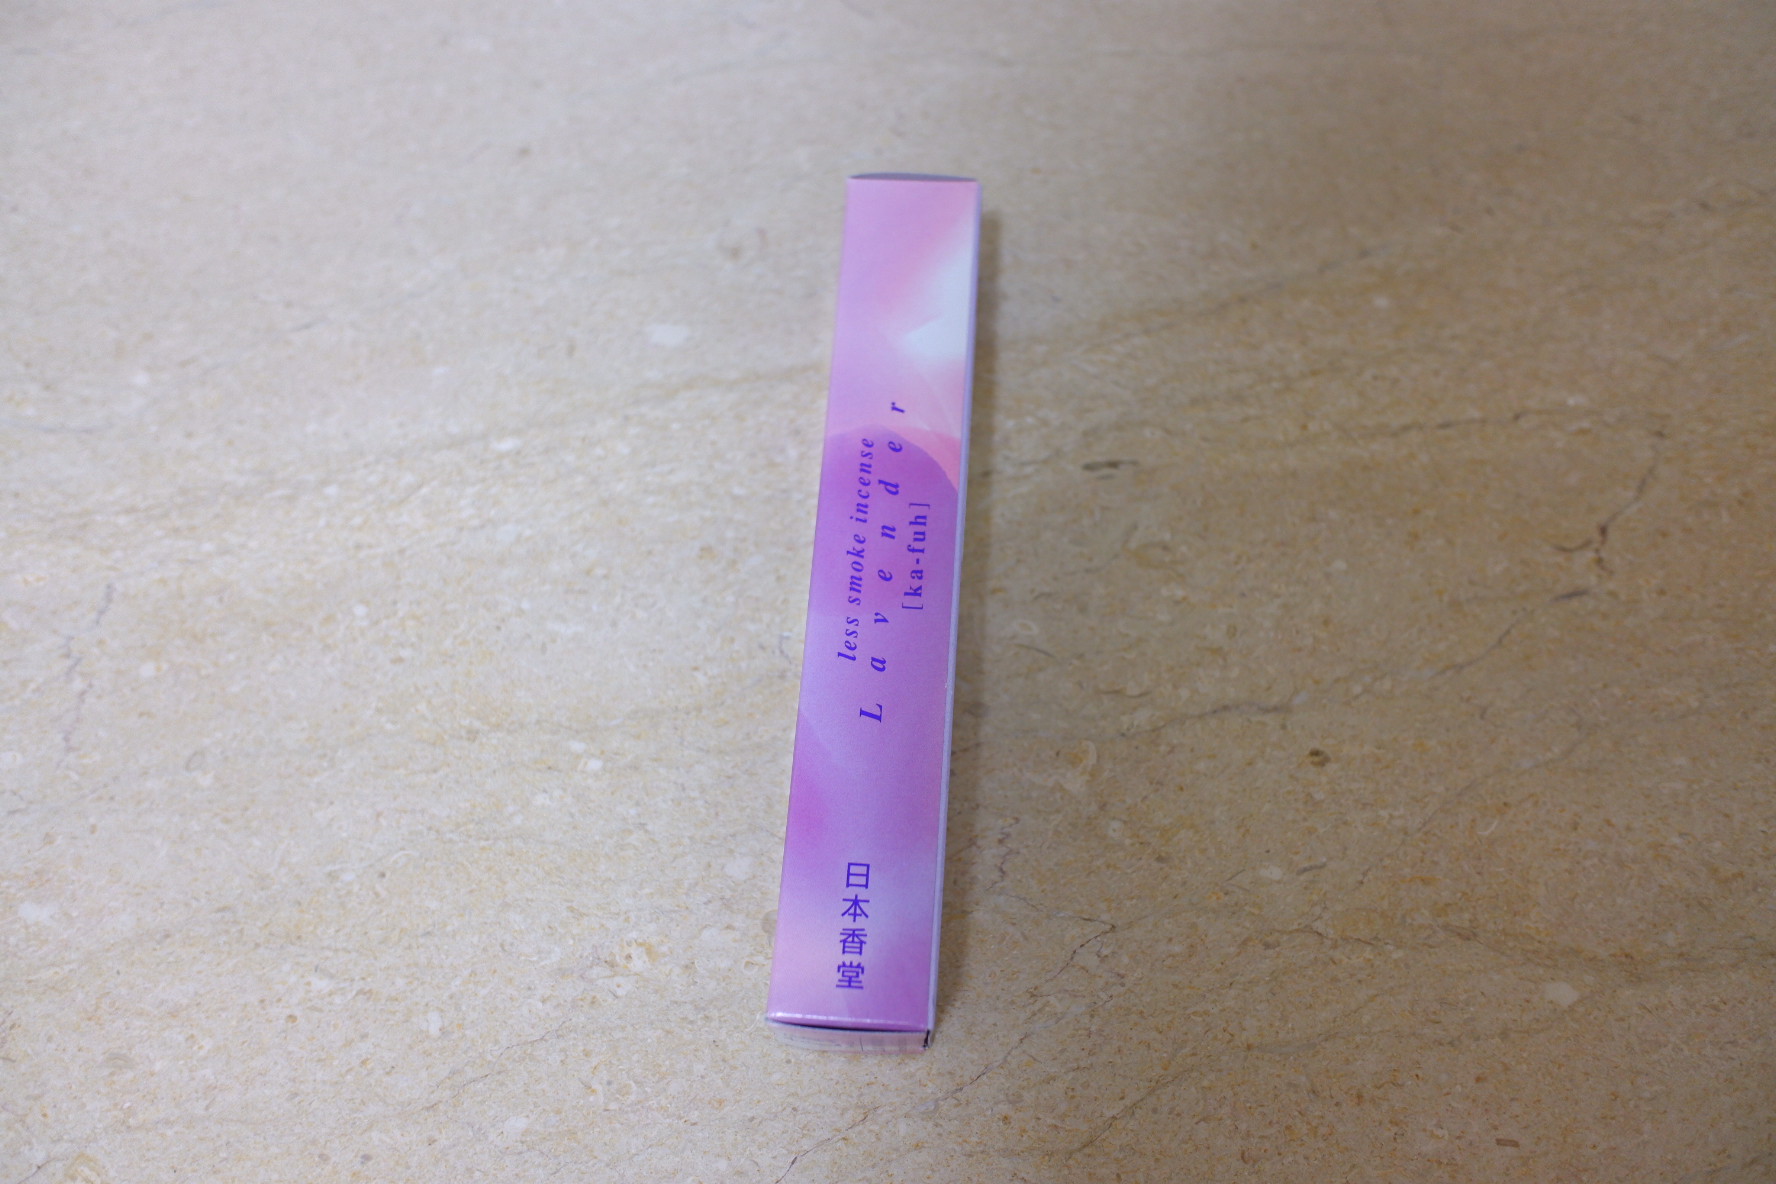 less smoke incense
Lavender
[ka-fuh]
日本香堂